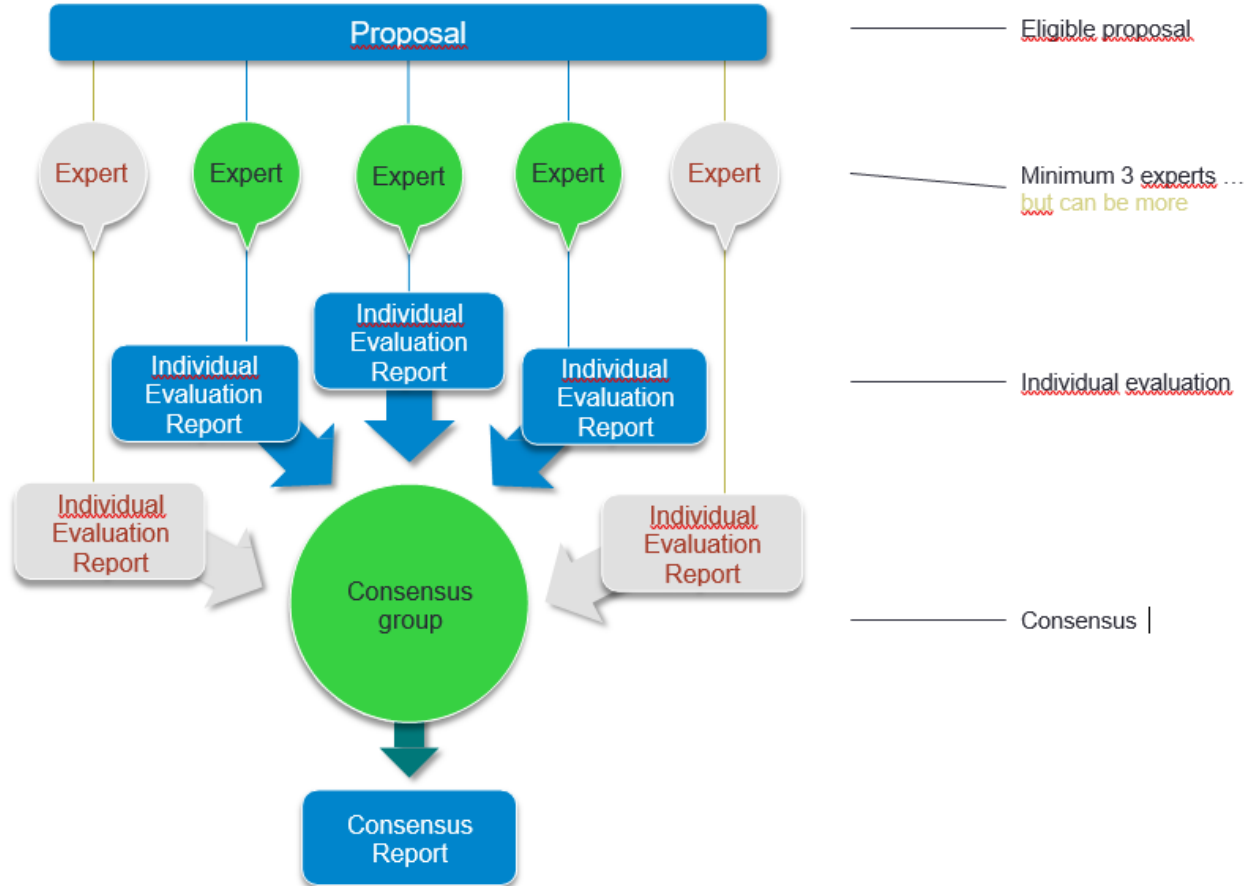 Proposal
Eligible proposal
Expert
Expert
Expert
Expert
Expert
Minimum 3 experts ...
but can be more
Individual
Evaluation
Report
Individual
Evaluation
Report
Individual
Evaluation
Report
Individual evaluation
Individual
Evaluation
Report
Individual
Evaluation
Report
Consensus
group
Consensus
Consensus
Report